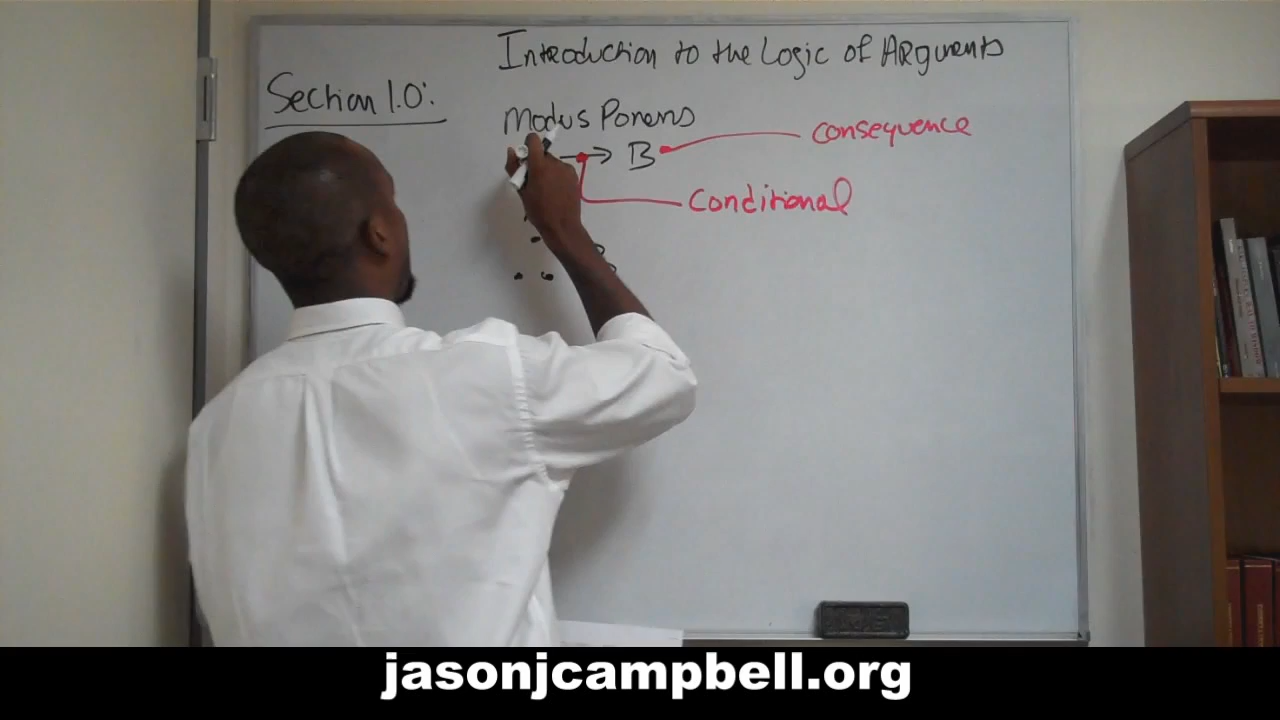 Introduction to the Logic of Arguments
Section 1.0:
Modus Ponens
→ B
consequence
Conditional
jasonjcampbell.org